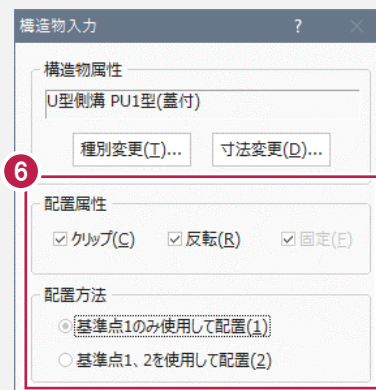 構造物入力 ? ×
構造物属性
U型側溝 PU1型(蓋付)
種別変更(T)... 寸法変更(D)...
6
配置属性
クリップ(C) 反転(R) 固定(F)
配置方法
基準点1のみ使用して配置(1)
基準点1、2を使用して配置(2)